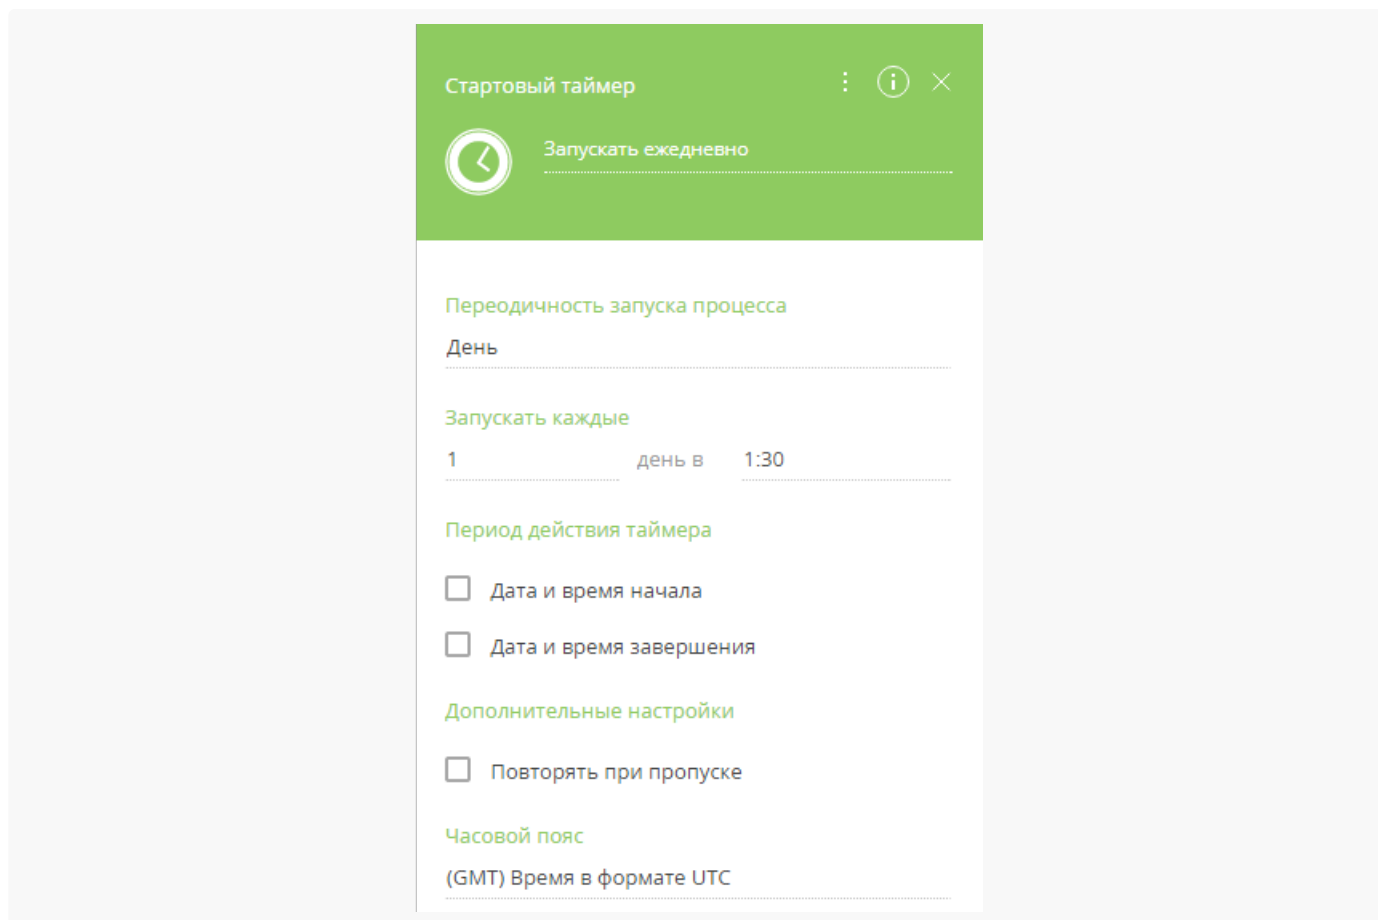 Стартовый таймер
Запускать ежедневно
Переодичность запуска процесса
День
Запускать каждые
1 день в 1:30
Период действия таймера
Дата и время начала
Дата и время завершения
Дополнительные настройки
Повторять при пропуске
Часовой пояс
(GMT) Время в формате UTC